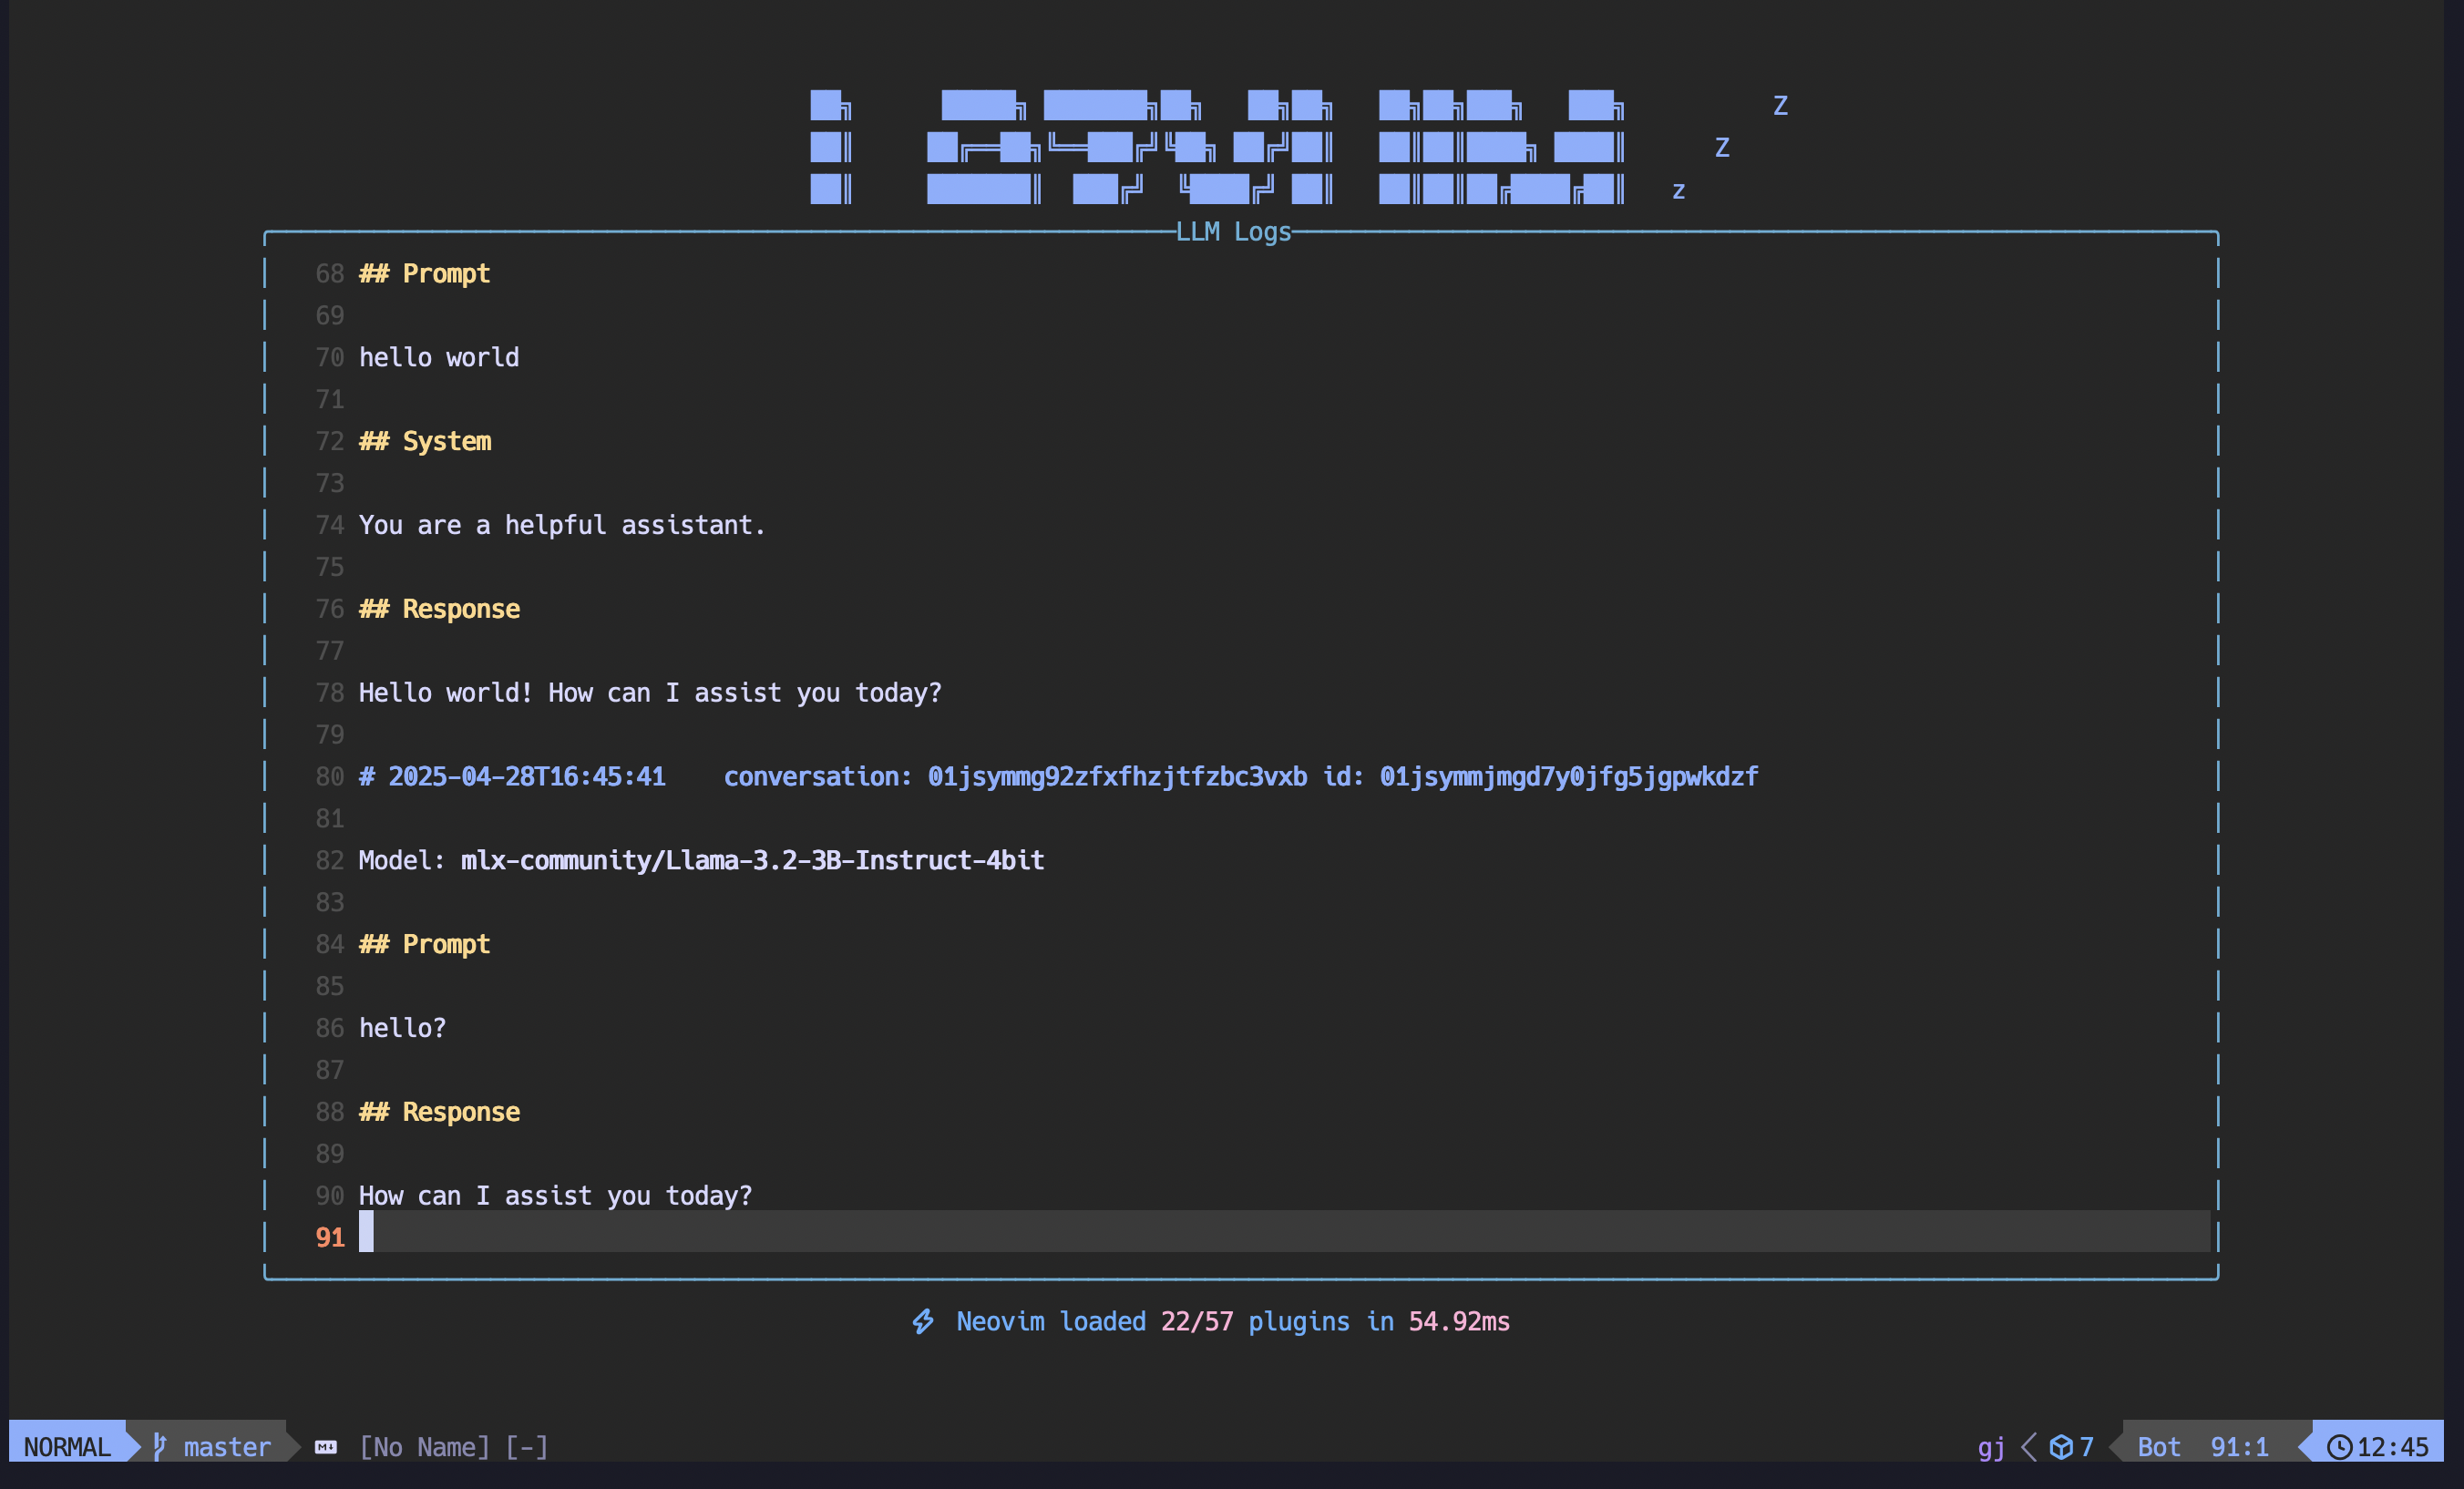 Z
Z
z
LLM Logs
68 ## Prompt
69
70 hello world
71
72 ## System
73
74 You are a helpful assistant.
75
76 ## Response
77
78 Hello world! How can I assist you today?
79
80 # 2025-04-28T16:45:41    conversation: 01jsymmg92zfxfhzjtfzbc3vxb id: 01jsymmjmgd7y0jfg5jgpwkdzf
81
82 Model: mlx-community/Llama-3.2-3B-Instruct-4bit
83
84 ## Prompt
85
86 hello?
87
88 ## Response
89
90 How can I assist you today?
91
Neovim loaded 22/57 plugins in 54.92ms
NORMAL master [No Name] [-] gj 7 Bot 91:1 12:45